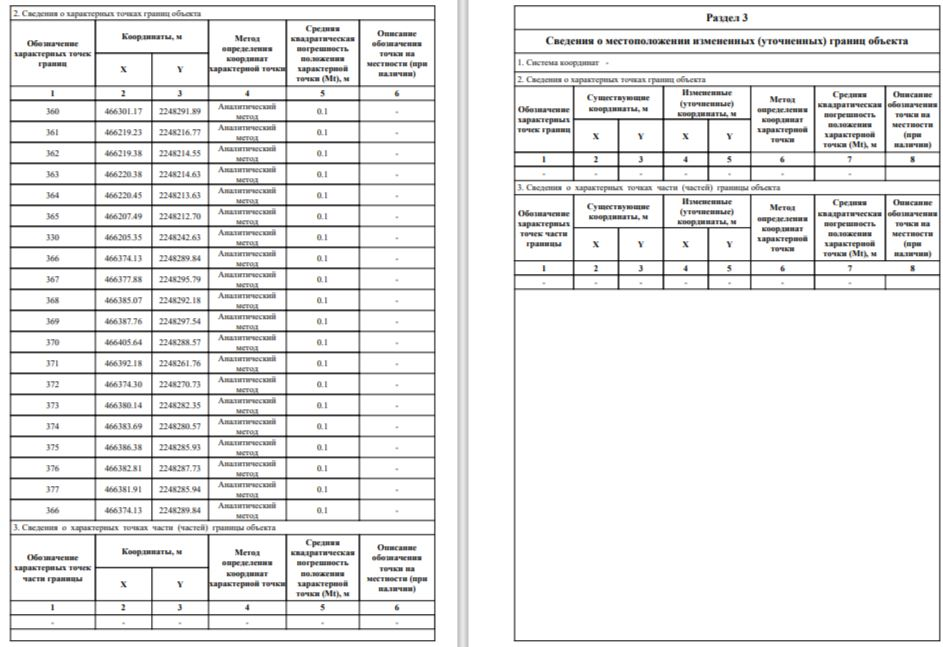 2. Сведения о характерных точках границ объекта
Обозначение характерных точек границ | Координаты, м | Метод определения координат характерной точки | Средняя квадратическая погрешность положения характерной точки (Mt), м | Описание обозначения точки на местности (при наличии)
X | Y
1 | 2 | 3 | 4 | 5 | 6
360 | 466301.17 | 2248291.89 | Аналитический метод | 0.1 | -
361 | 466219.23 | 2248216.77 | Аналитический метод | 0.1 | -
362 | 466219.38 | 2248214.55 | Аналитический метод | 0.1 | -
363 | 466220.38 | 2248214.63 | Аналитический метод | 0.1 | -
364 | 466220.45 | 2248213.63 | Аналитический метод | 0.1 | -
365 | 466207.49 | 2248212.70 | Аналитический метод | 0.1 | -
330 | 466205.35 | 2248242.63 | Аналитический метод | 0.1 | -
366 | 466374.13 | 2248289.84 | Аналитический метод | 0.1 | -
367 | 466377.88 | 2248295.79 | Аналитический метод | 0.1 | -
368 | 466385.07 | 2248292.18 | Аналитический метод | 0.1 | -
369 | 466387.76 | 2248297.54 | Аналитический метод | 0.1 | -
370 | 466405.64 | 2248288.57 | Аналитический метод | 0.1 | -
371 | 466392.18 | 2248261.76 | Аналитический метод | 0.1 | -
372 | 466374.30 | 2248270.73 | Аналитический метод | 0.1 | -
373 | 466380.14 | 2248282.35 | Аналитический метод | 0.1 | -
374 | 466383.69 | 2248280.57 | Аналитический метод | 0.1 | -
375 | 466386.38 | 2248285.93 | Аналитический метод | 0.1 | -
376 | 466382.81 | 2248287.73 | Аналитический метод | 0.1 | -
377 | 466381.91 | 2248285.94 | Аналитический метод | 0.1 | -
366 | 466374.13 | 2248289.84 | Аналитический метод | 0.1 | -
3. Сведения о характерных точках части (частей) границы объекта
Обозначение характерных точек части границы | Координаты, м | Метод определения координат характерной точки | Средняя квадратическая погрешность положения характерной точки (Mt), м | Описание обозначения точки на местности (при наличии)
X | Y
1 | 2 | 3 | 4 | 5 | 6
- | - | - | - | - | -
Раздел 3
Сведения о местоположении измененных (уточненных) границ объекта
1. Система координат -
2. Сведения о характерных точках границ объекта
Обозначение характерных точек границ | Существующие координаты, м | Измененные (уточненные) координаты, м | Метод определения координат характерной точки | Средняя квадратическая погрешность положения характерной точки (Mt), м | Описание обозначения точки на местности (при наличии)
X | Y | X | Y
1 | 2 | 3 | 4 | 5 | 6 | 7 | 8
- | - | - | - | - | - | -
3. Сведения о характерных точках части (частей) границы объекта
Обозначение характерных точек части границы | Существующие координаты, м | Измененные (уточненные) координаты, м | Метод определения координат характерной точки | Средняя квадратическая погрешность положения характерной точки (Mt), м | Описание обозначения точки на местности (при наличии)
X | Y | X | Y
1 | 2 | 3 | 4 | 5 | 6 | 7 | 8
- | - | - | - | - | - | -